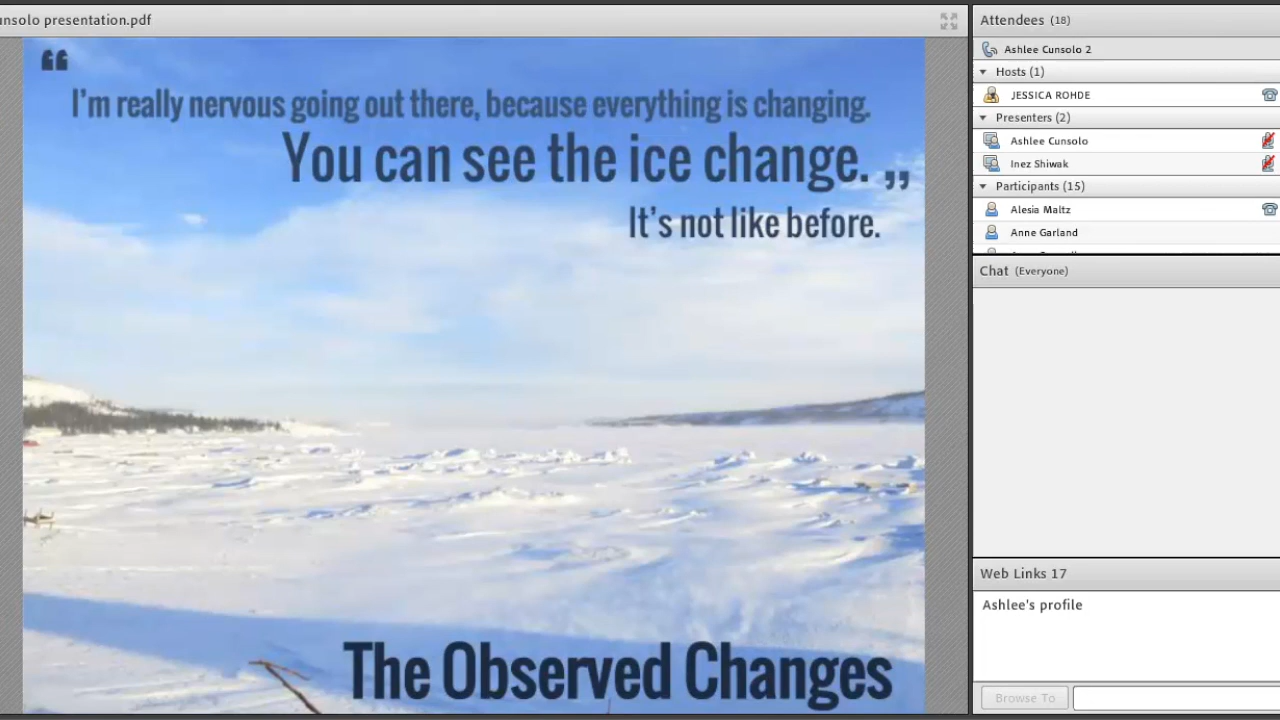 unsolo presentation.pdf
“
I'm really nervous going out there, because everything is changing.
You can see the ice change. „
It's not like before.
The Observed Changes
Attendees (18)
Ashlee Cunsolo 2
Hosts (1)
JESSICA ROHDE
Presenters (2)
Ashlee Cunsolo
Inez Shiwak
Participants (15)
Alesia Maltz
Anne Garland
Chat (Everyone)
Web Links 17
Ashlee's profile
Browse To